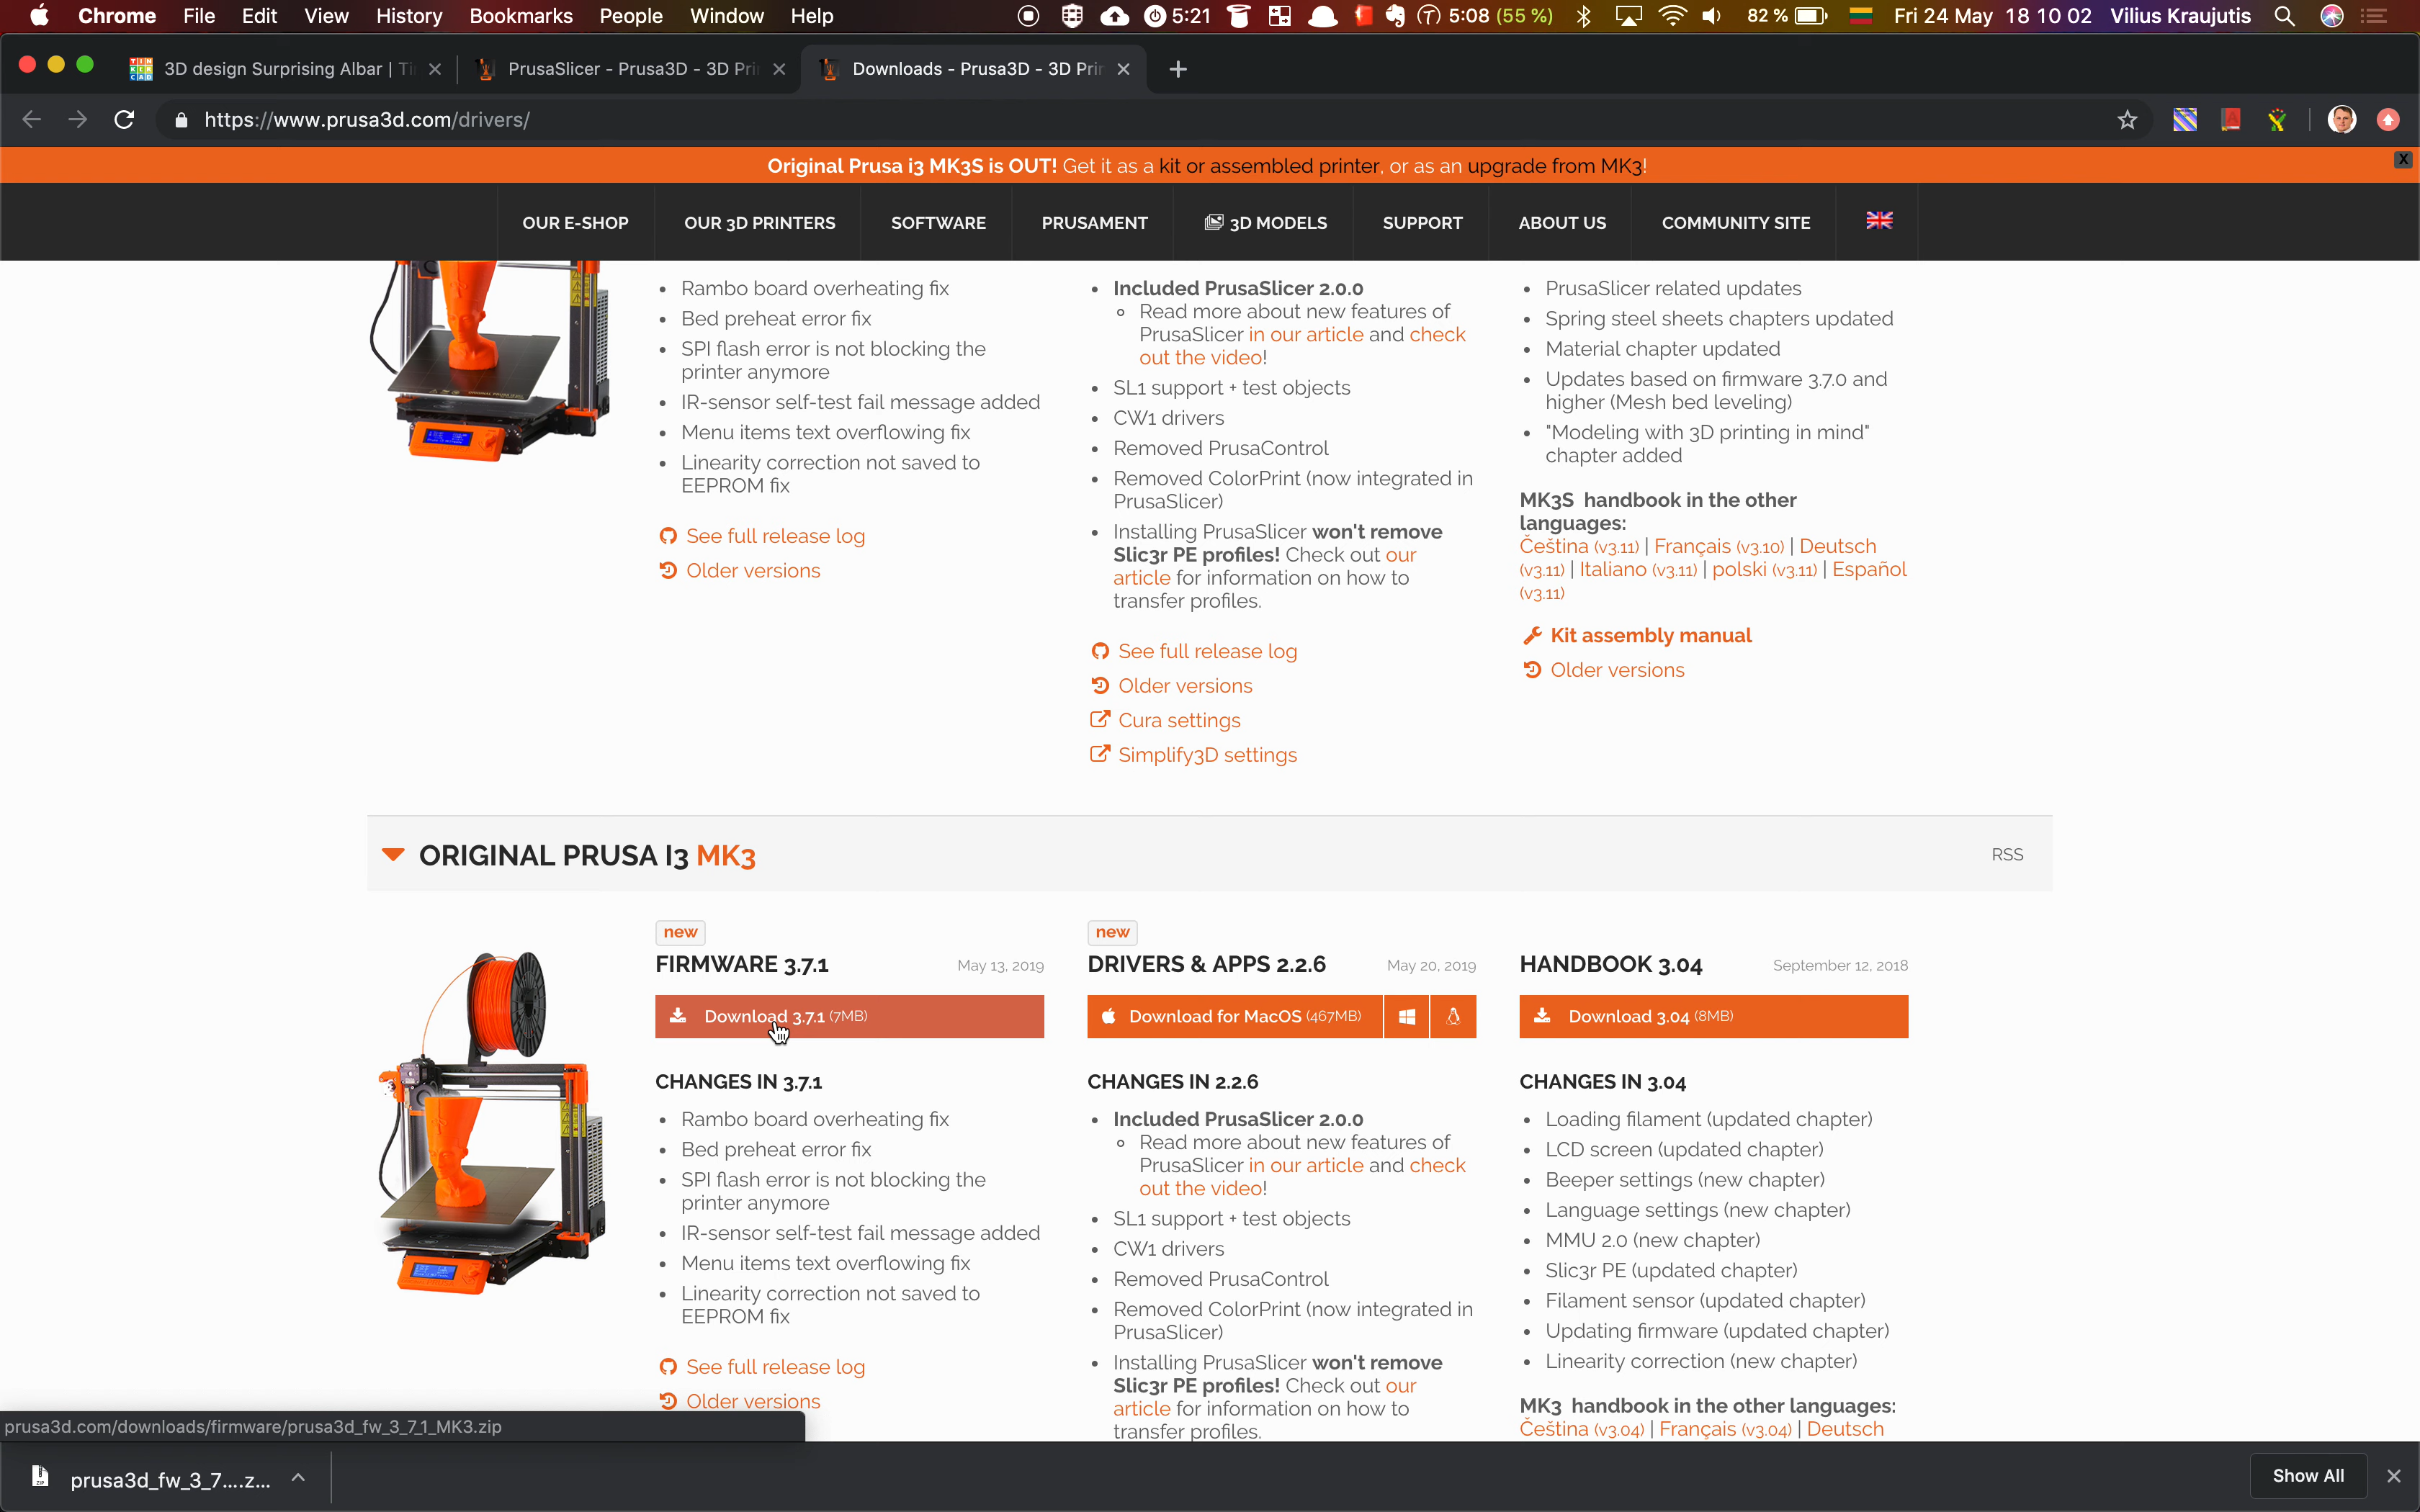 Chrome File Edit View History Bookmarks People Window Help 5:21 5:08 (55 %) 82 % Fri 24 May 18 10 02 Vilius Kraujutis
3D design Surprising Albar | Ti PrusaSlicer - Prusa3D - 3D Pri Downloads - Prusa3D - 3D Prin
https://www.prusa3d.com/drivers/
Original Prusa i3 MK3S is OUT! Get it as a kit or assembled printer, or as an upgrade from MK3!
X
OUR E-SHOP OUR 3D PRINTERS SOFTWARE PRUSAMENT 3D MODELS SUPPORT ABOUT US COMMUNITY SITE
Rambo board overheating fix
Bed preheat error fix
SPI flash error is not blocking the
printer anymore
IR-sensor self-test fail message added
Menu items text overflowing fix
Linearity correction not saved to
EEPROM fix
See full release log
Older versions
Included PrusaSlicer 2.0.0
Read more about new features of
PrusaSlicer in our article and check
out the video!
SL1 support + test objects
CW1 drivers
Removed PrusaControl
Removed ColorPrint (now integrated in
PrusaSlicer)
Installing PrusaSlicer won't remove
Slic3r PE profiles! Check out our
article for information on how to
transfer profiles.
See full release log
Older versions
Cura settings
Simplify3D settings
PrusaSlicer related updates
Spring steel sheets chapters updated
Material chapter updated
Updates based on firmware 3.7.0 and
higher (Mesh bed leveling)
"Modeling with 3D printing in mind"
chapter added
MK3S handbook in the other
languages:
Čeština (v3.11) | Français (v3.10) | Deutsch
(v3.11) | Italiano (v3.11) | polski (v3.11) | Español
(v3.11)
Kit assembly manual
Older versions
ORIGINAL PRUSA I3 MK3 RSS
new
FIRMWARE 3.7.1 May 13, 2019
Download 3.7.1 (7MB)
CHANGES IN 3.7.1
Rambo board overheating fix
Bed preheat error fix
SPI flash error is not blocking the
printer anymore
IR-sensor self-test fail message added
Menu items text overflowing fix
Linearity correction not saved to
EEPROM fix
See full release log
Older versions
new
DRIVERS & APPS 2.2.6 May 20, 2019
Download for MacOS (467MB)
CHANGES IN 2.2.6
Included PrusaSlicer 2.0.0
Read more about new features of
PrusaSlicer in our article and check
out the video!
SL1 support + test objects
CW1 drivers
Removed PrusaControl
Removed ColorPrint (now integrated in
PrusaSlicer)
Installing PrusaSlicer won't remove
Slic3r PE profiles! Check out our
article for information on how to
transfer profiles.
HANDBOOK 3.04 September 12, 2018
Download 3.04 (8MB)
CHANGES IN 3.04
Loading filament (updated chapter)
LCD screen (updated chapter)
Beeper settings (new chapter)
Language settings (new chapter)
MMU 2.0 (new chapter)
Slic3r PE (updated chapter)
Filament sensor (updated chapter)
Updating firmware (updated chapter)
Linearity correction (new chapter)
MK3 handbook in the other languages:
Čeština (v3.04) | Français (v3.04) | Deutsch
prusa3d.com/downloads/firmware/prusa3d_fw_3_7_1_MK3.zip
prusa3d_fw_3_7....z... Show All